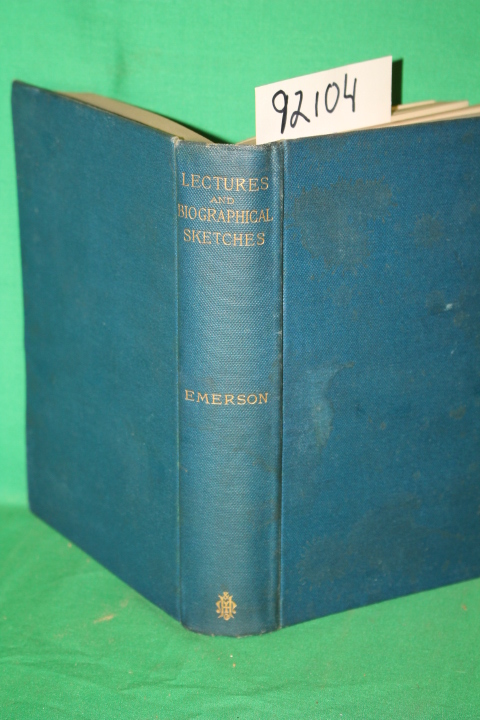 92104
LECTURES
AND
BIOGRAPHICAL
SKETCHES
EMERSON